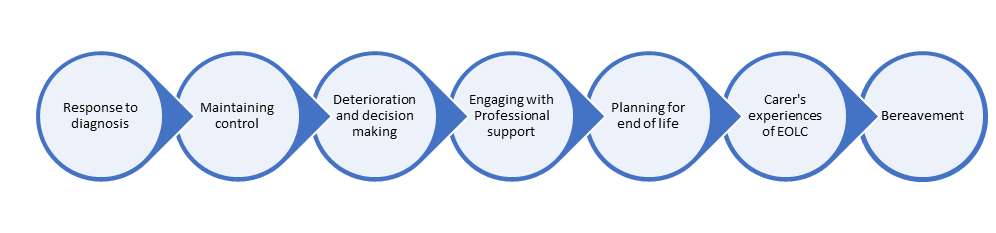 Response to
diagnosis
Maintaining
control
Deterioration
and decision
making
Engaging with
Professional
support
Planning for
end of life
Carer's
experiences
of EOLC
Bereavement